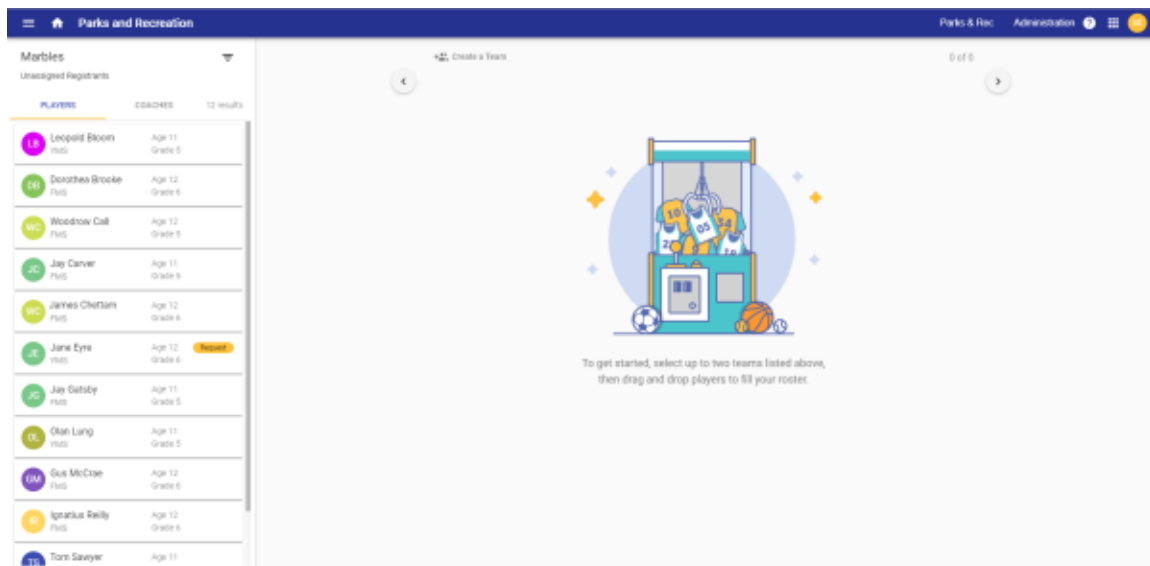 Parks and Recreation
Parks & Rec Administration
Marbles
Unassigned Registrants
Create a Team
0 of 0
PLAYERS COACHES 12 results
LB Leopold Bloom Age 11
YMS Grade 5
DB Dorothea Brooke Age 12
FMS Grade 6
WC Woodrow Call Age 12
FMS Grade 5
JC Jay Carver Age 11
FMS Grade 5
WC James Chettam Age 12
FMS Grade 6
JE Jane Eyre Age 12 Request
YMS Grade 6
JG Jay Gatsby Age 11
FMS Grade 5
OL Olan Lung Age 11
YMS Grade 5
GM Gus McCrae Age 12
FMS Grade 6
IR Ignatius Reilly Age 12
FMS Grade 6
TS Tom Sawyer Age 11
10
05
34
To get started, select up to two teams listed above,
then drag and drop players to fill your roster.